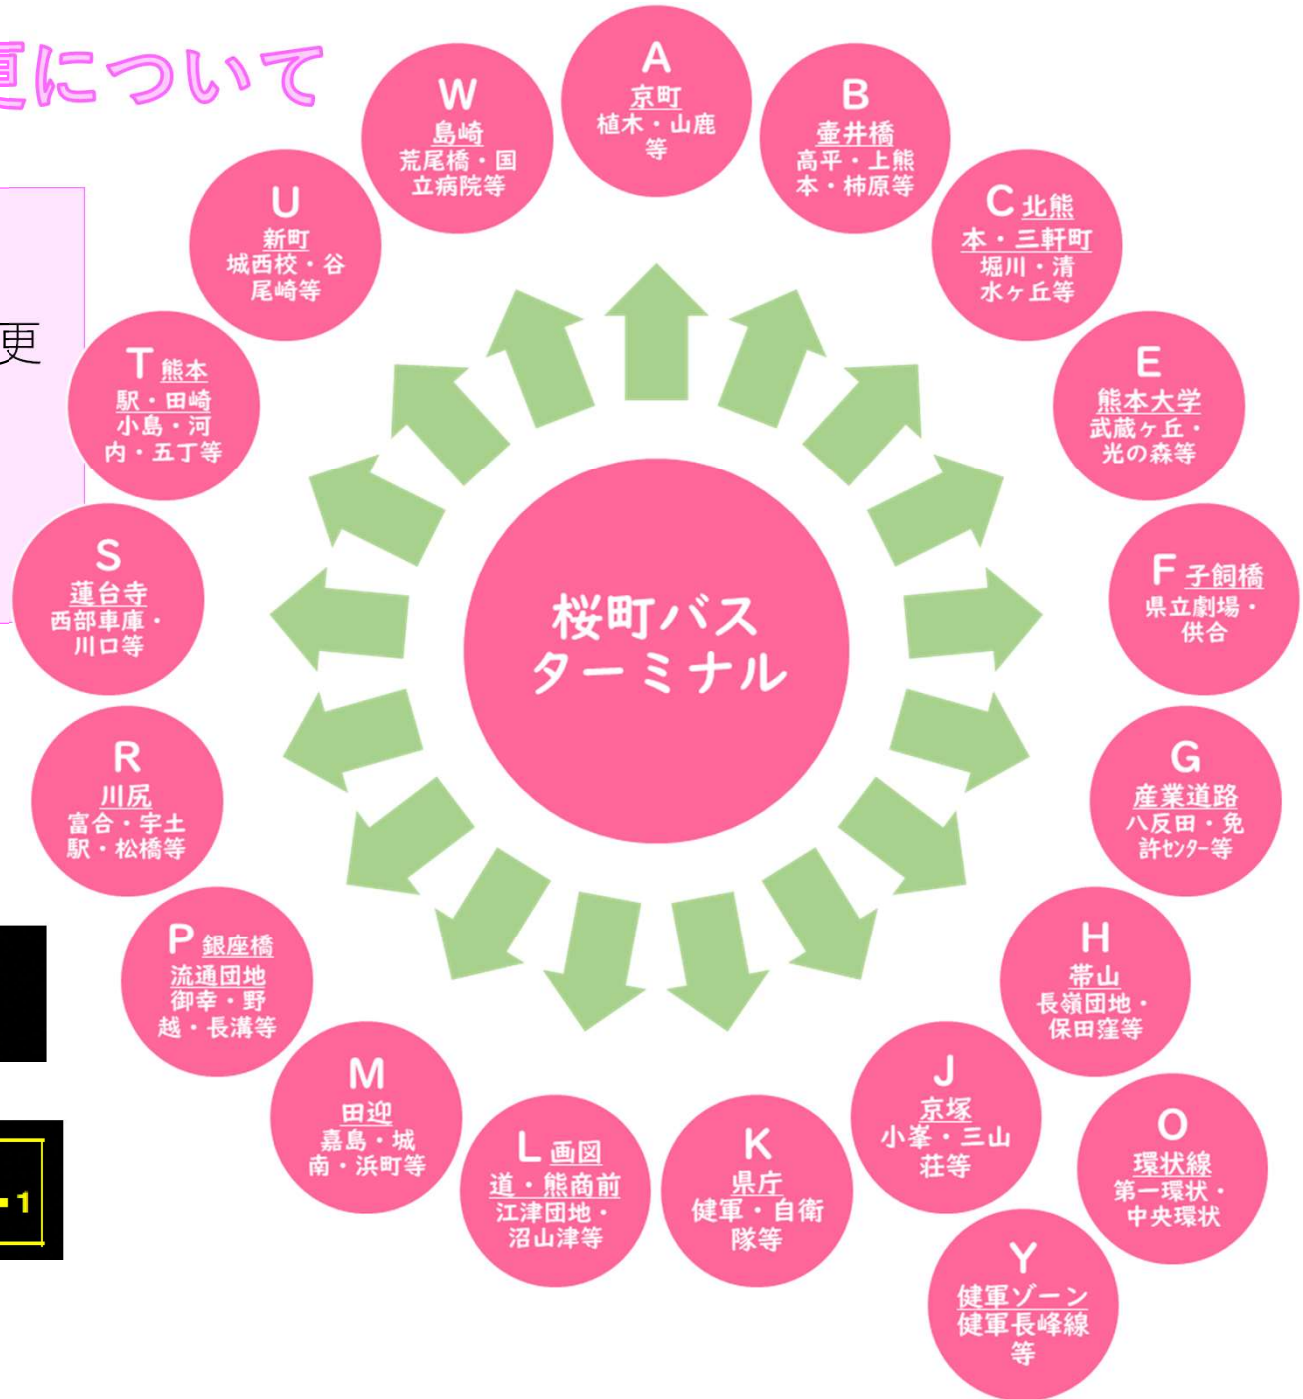 更について
更
A
京町
植木・山鹿
等
B
壷井橋
高平・上熊
本・柿原等
C 北熊
本・三軒町
堀川・清
水ヶ丘等
E
熊本大学
武蔵ヶ丘・
光の森等
F 子飼橋
県立劇場・
供合
G
産業道路
八反田・免
許ｾﾝﾀｰ等
H
帯山
長嶺団地・
保田窪等
O
環状線
第一環状・
中央環状
J
京塚
小峯・三山
荘等
Y
健軍ゾーン
健軍長峰線
等
K
県庁
健軍・自衛
隊等
L 画図
道・熊商前
江津団地・
沼山津等
M
田迎
嘉島・城
南・浜町等
P 銀座橋
流通団地
御幸・野
越・長溝等
R
川尻
富合・宇土
駅・松橋等
S
蓮台寺
西部車庫・
川口等
T 熊本
駅・田崎
小島・河
内・五丁等
U
新町
城西校・谷
尾崎等
W
島崎
荒尾橋・国
立病院等
桜町バス
ターミナル
-1